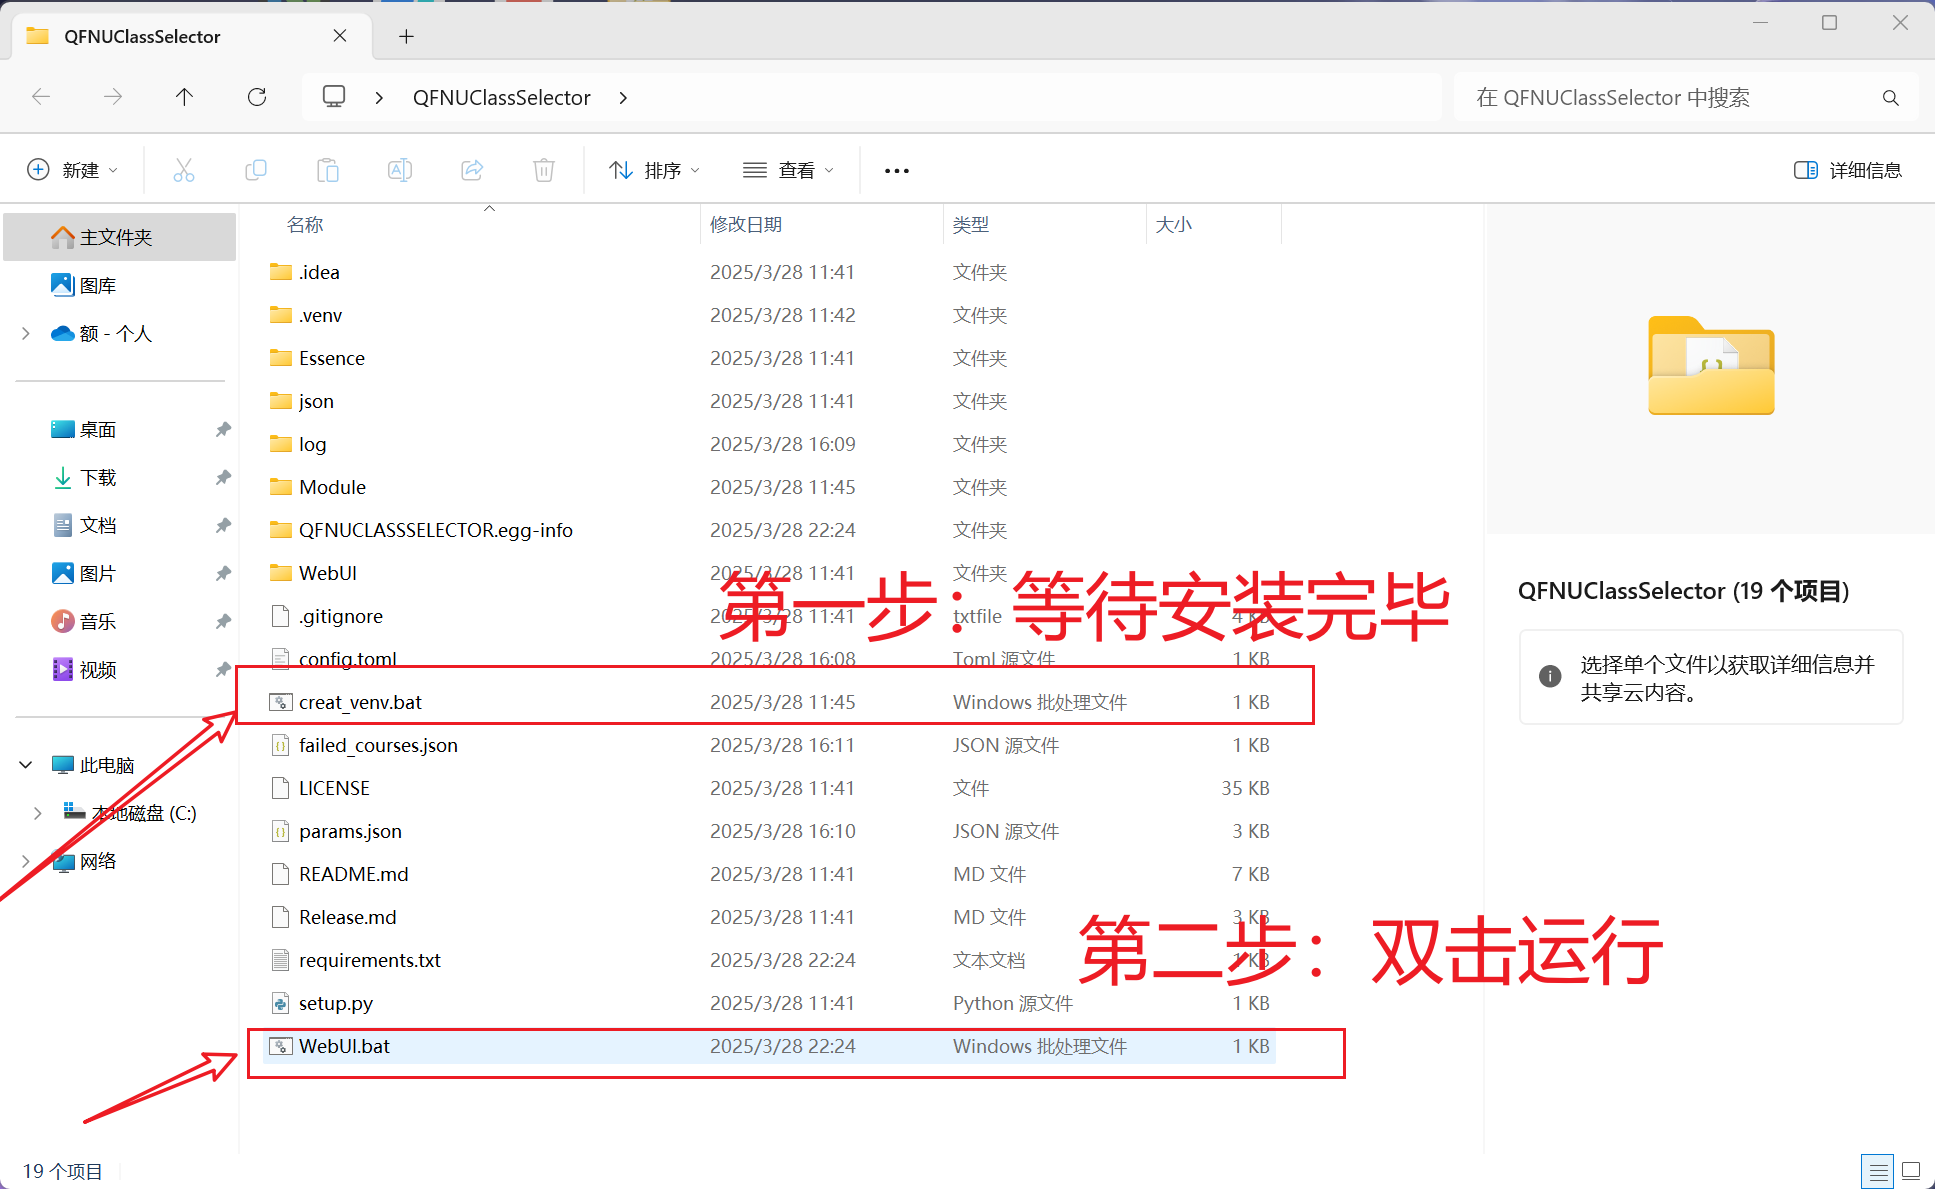 QFNUClassSelector
QFNUClassSelector
在 QFNUClassSelector 中搜索
新建
排序
查看
详细信息
主文件夹
图库
额 - 个人
桌面
下载
文档
图片
音乐
视频
此电脑
本地磁盘 (C:)
网络
名称 修改日期 类型 大小
.idea 2025/3/28 11:41 文件夹
.venv 2025/3/28 11:42 文件夹
Essence 2025/3/28 11:41 文件夹
json 2025/3/28 11:41 文件夹
log 2025/3/28 16:09 文件夹
Module 2025/3/28 11:45 文件夹
QFNUCLASSSELECTOR.egg-info 2025/3/28 22:24 文件夹
WebUI 2025/3/28 11:41 文件夹
.gitignore 2025/3/28 11:41 txtfile 4 KB
第一步：等待安装完毕
config.toml 2025/3/28 16:08 Toml 源文件 1 KB
creat_venv.bat 2025/3/28 11:45 Windows 批处理文件 1 KB
failed_courses.json 2025/3/28 16:11 JSON 源文件 1 KB
LICENSE 2025/3/28 11:41 文件 35 KB
params.json 2025/3/28 16:10 JSON 源文件 3 KB
README.md 2025/3/28 11:41 MD 文件 7 KB
Release.md 2025/3/28 11:41 MD 文件 3 KB
第二步：双击运行
requirements.txt 2025/3/28 22:24 文本文档 1 KB
setup.py 2025/3/28 11:41 Python 源文件 1 KB
WebUI.bat 2025/3/28 22:24 Windows 批处理文件 1 KB
QFNUClassSelector (19 个项目)
选择单个文件以获取详细信息并
共享云内容。
19 个项目